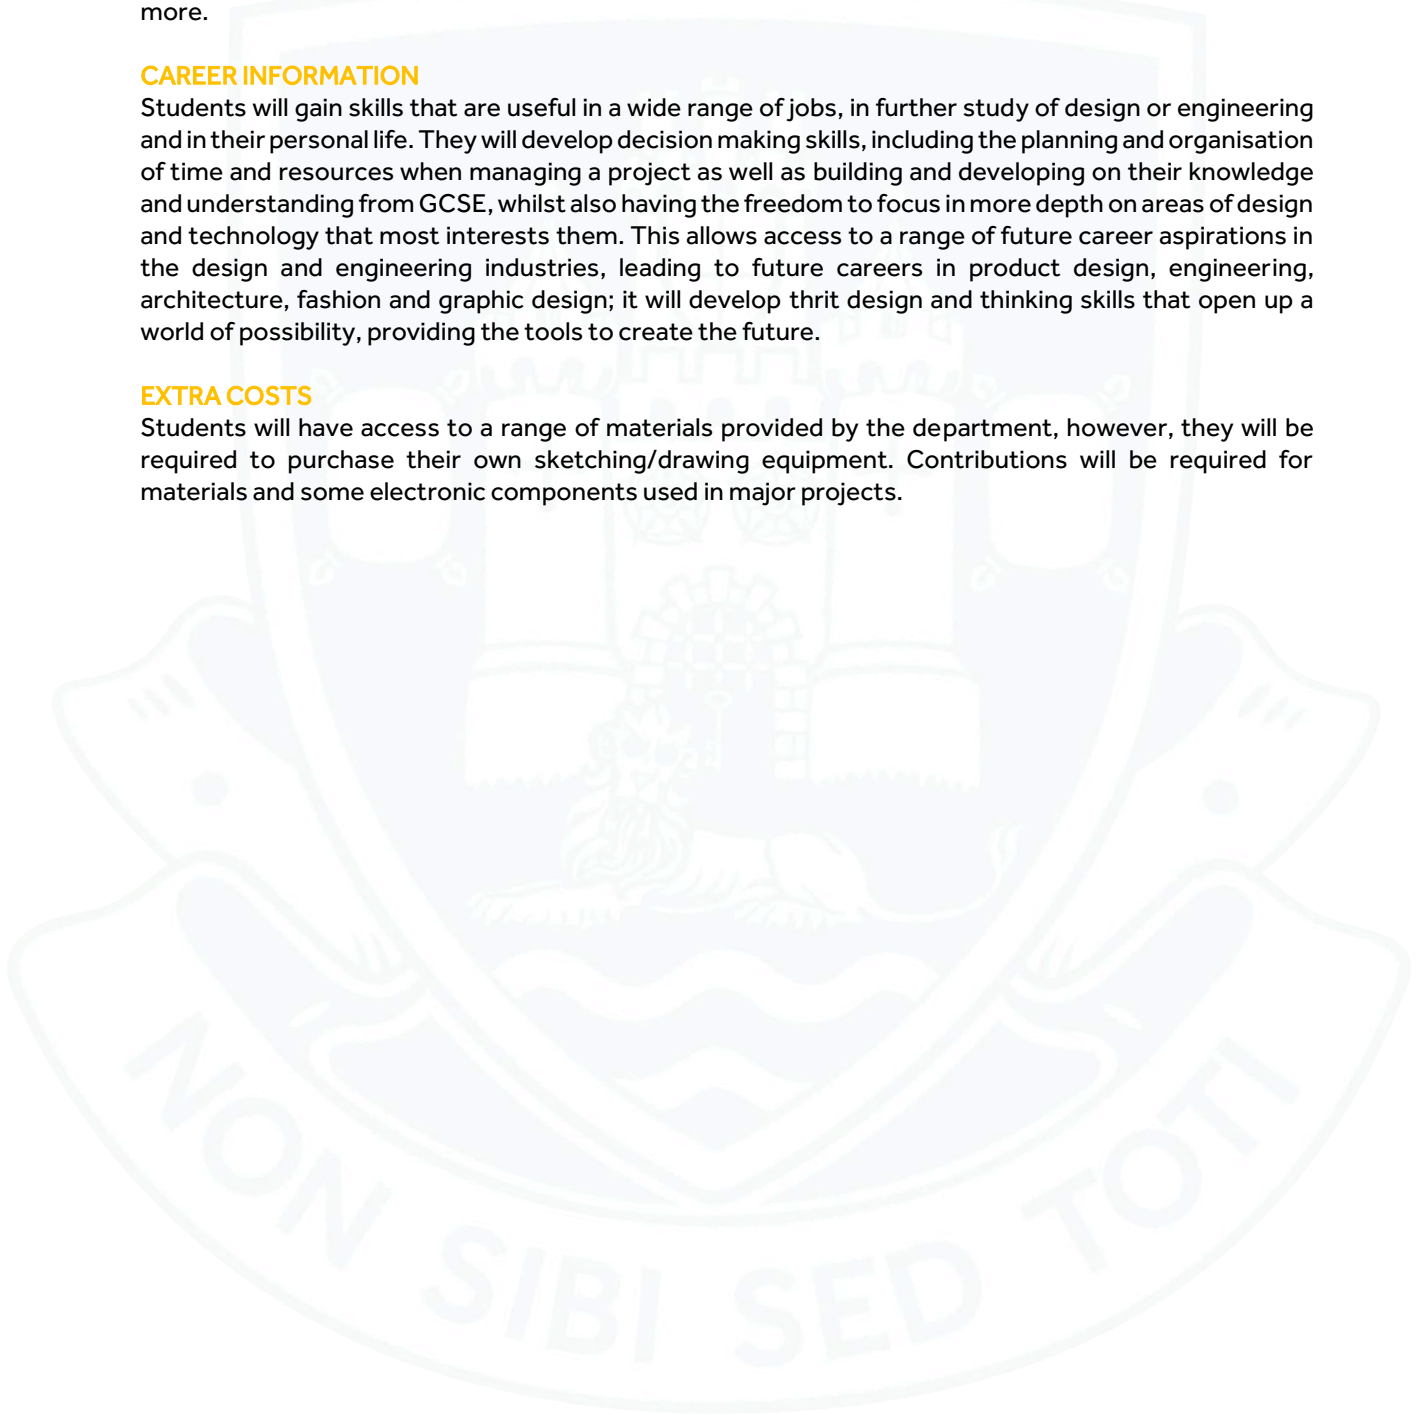 more.
CAREER INFORMATION
Students will gain skills that are useful in a wide range of jobs, in further study of design or engineering
and in their personal life. They will develop decision making skills, including the planning and organisation
of time and resources when managing a project as well as building and developing on their knowledge
and understanding from GCSE, whilst also having the freedom to focus in more depth on areas of design
and technology that most interests them. This allows access to a range of future career aspirations in
the design and engineering industries, leading to future careers in product design, engineering,
architecture, fashion and graphic design; it will develop thrit design and thinking skills that open up a
world of possibility, providing the tools to create the future.
EXTRA COSTS
Students will have access to a range of materials provided by the department, however, they will be
required to purchase their own sketching/drawing equipment. Contributions will be required for
materials and some electronic components used in major projects.
NON SIBI SED TOTI